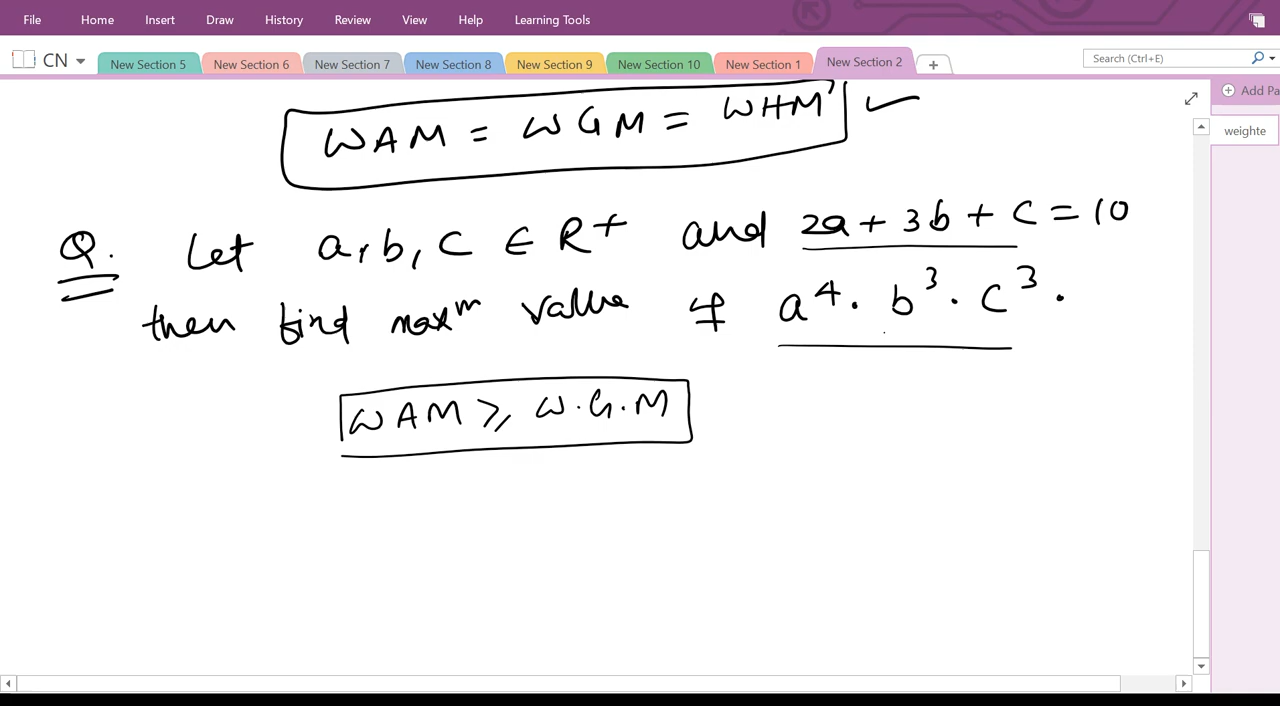 File Home Insert Draw History Review View Help Learning Tools
CN New Section 5 New Section 6 New Section 7 New Section 8 New Section 9 New Section 10 New Section 1 New Section 2 Search (Ctrl+E)
Add Pa
weighte
WAM = WGM = WHM
Q. Let a, b, c ∈ R⁺ and 2a + 3b + c = 10
then find maxᵐ value of a⁴ · b³ · c³ .
WAM ≥ W.G.M